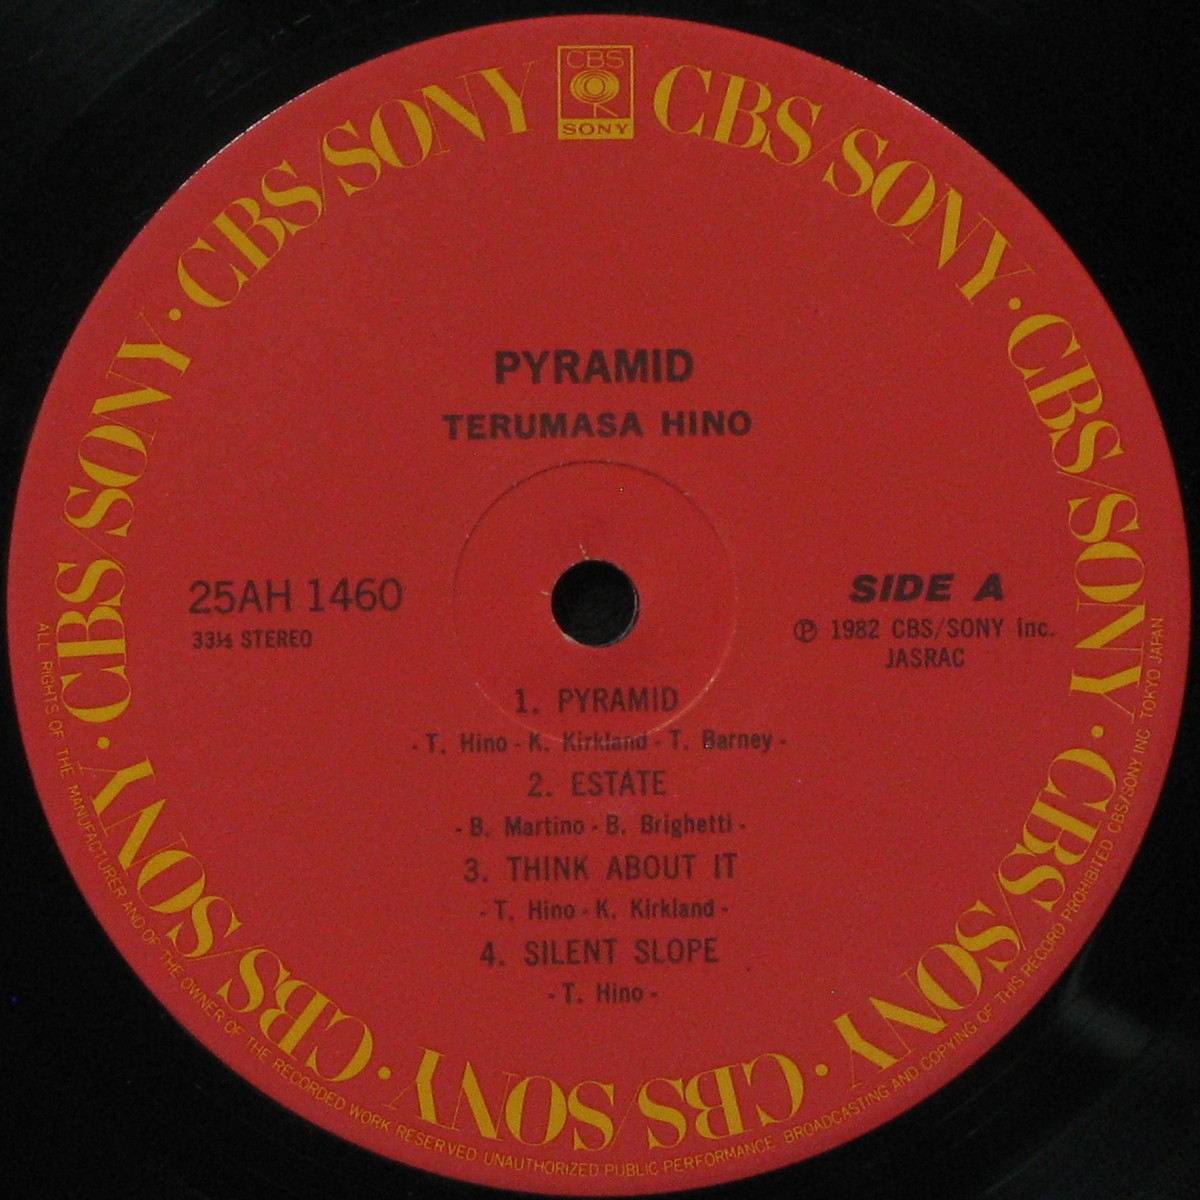 CBS
SONY
CBS/SONY · CBS/SONY · CBS/SONY · CBS/SONY · CBS/SONY · CBS/SONY · CBS/SONY
PYRAMID
TERUMASA HINO
25AH 1460
33⅓ STEREO
SIDE A
Ⓟ 1982 CBS/SONY Inc.
JASRAC
1. PYRAMID
- T. Hino - K. Kirkland - T. Barney -
2. ESTATE
- B. Martino - B. Brighetti -
3. THINK ABOUT IT
- T. Hino - K. Kirkland -
4. SILENT SLOPE
- T. Hino -
ALL RIGHTS OF THE MANUFACTURER AND OF THE OWNER OF THE RECORDED WORK RESERVED UNAUTHORIZED PUBLIC PERFORMANCE BROADCASTING AND COPYING OF THIS RECORD PROHIBITED CBS/SONY INC TOKYO JAPAN